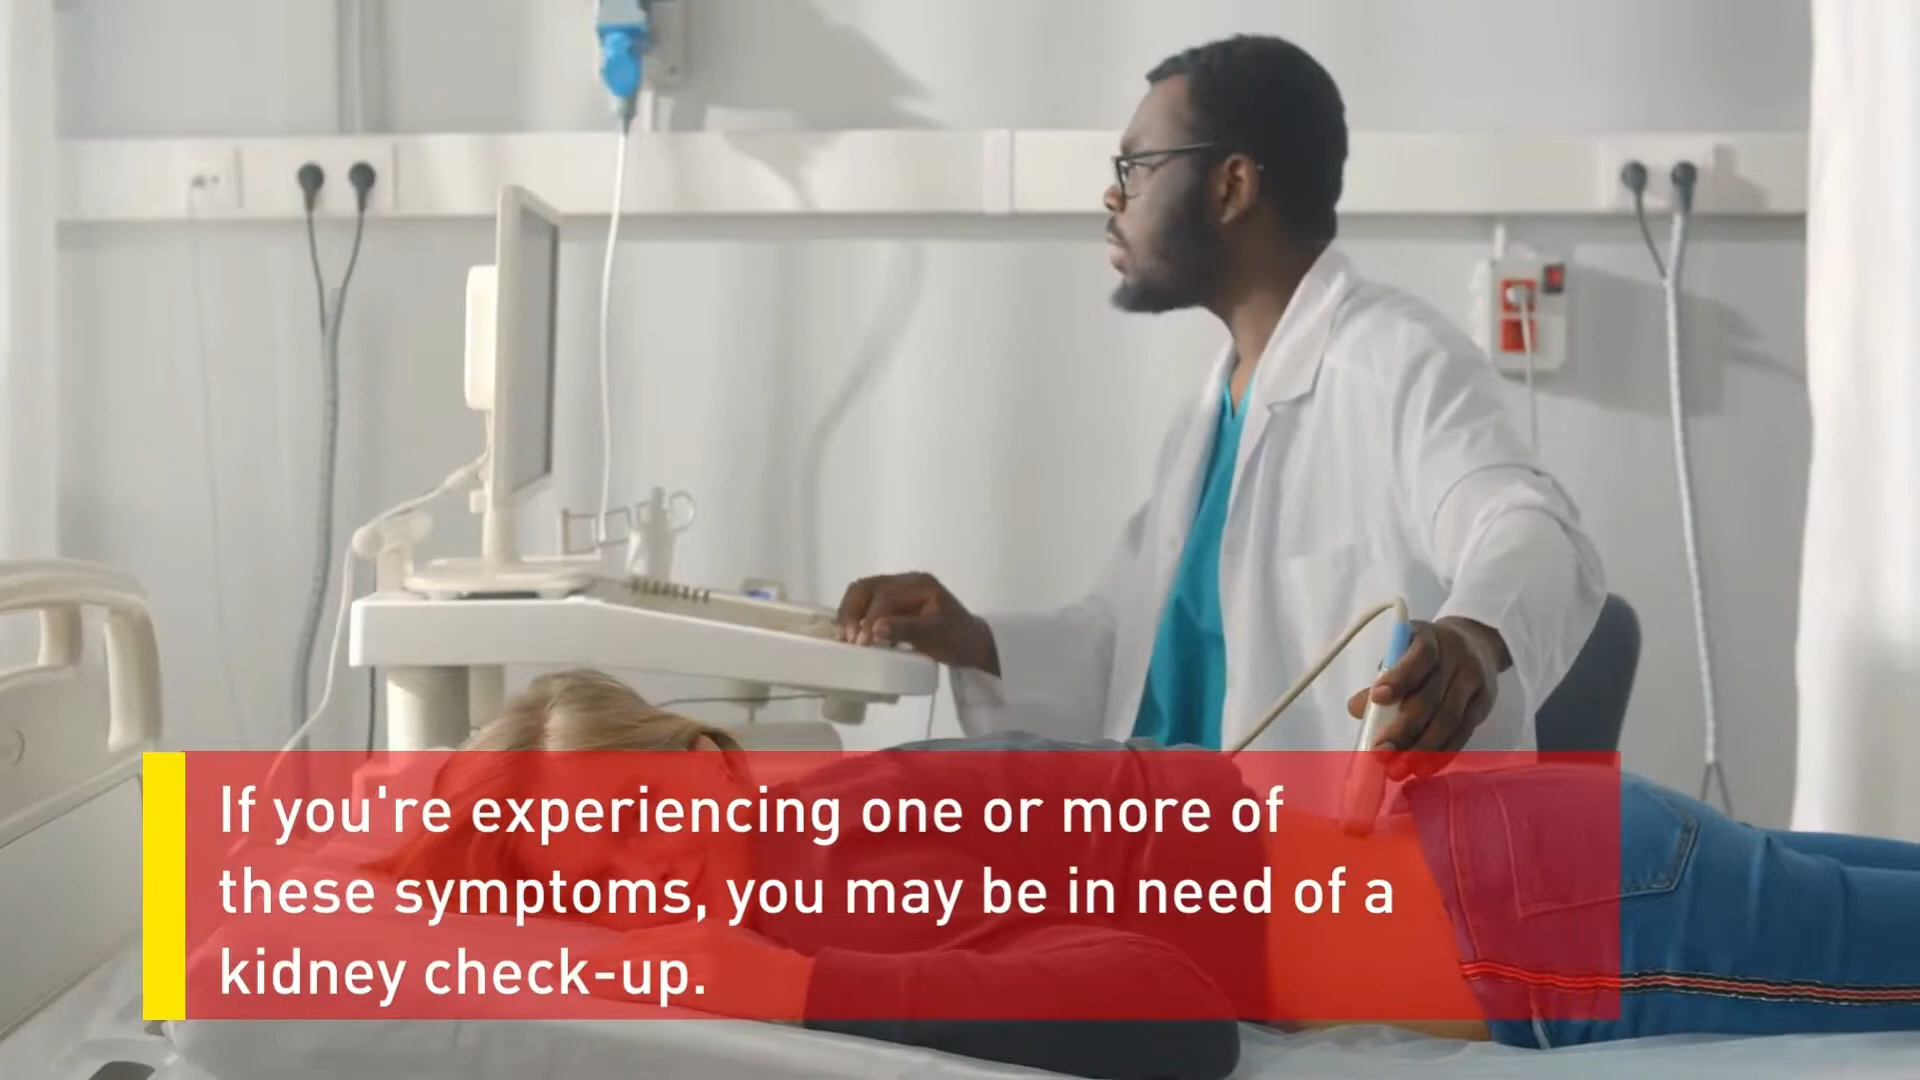 If you're experiencing one or more of
these symptoms, you may be in need of a
kidney check-up.